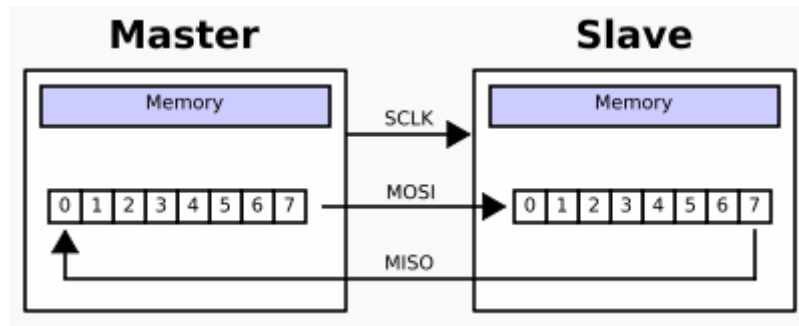 Master Slave
Memory Memory
SCLK
MOSI
0 1 2 3 4 5 6 7 0 1 2 3 4 5 6 7
MISO